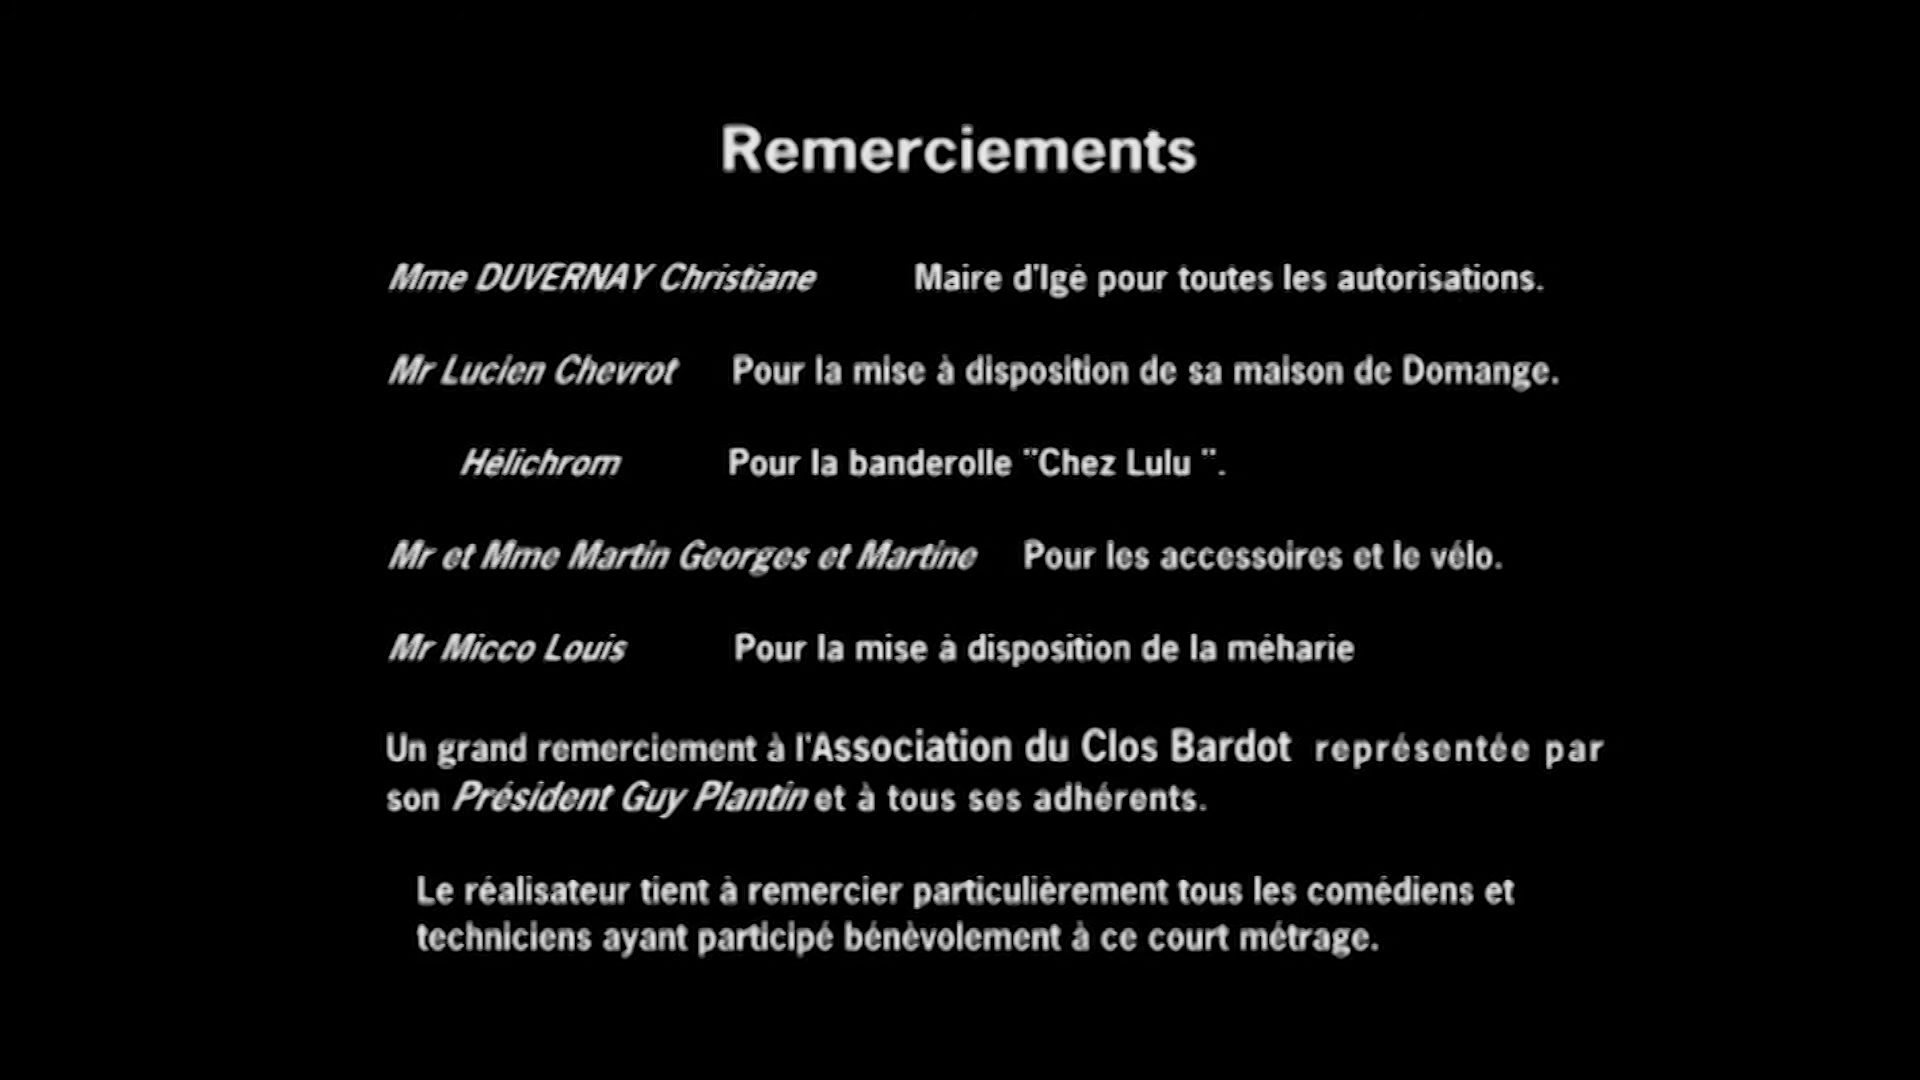 Remerciements
Mme DUVERNAY Christiane Maire d'Igé pour toutes les autorisations.
Mr Lucien Chevrot Pour la mise à disposition de sa maison de Domange.
Hélichrom Pour la banderolle "Chez Lulu ".
Mr et Mme Martin Georges et Martine Pour les accessoires et le vélo.
Mr Micco Louis Pour la mise à disposition de la méharie
Un grand remerciement à l'Association du Clos Bardot représentée par
son Président Guy Plantin et à tous ses adhérents.
Le réalisateur tient à remercier particulièrement tous les comédiens et
techniciens ayant participé bénévolement à ce court métrage.